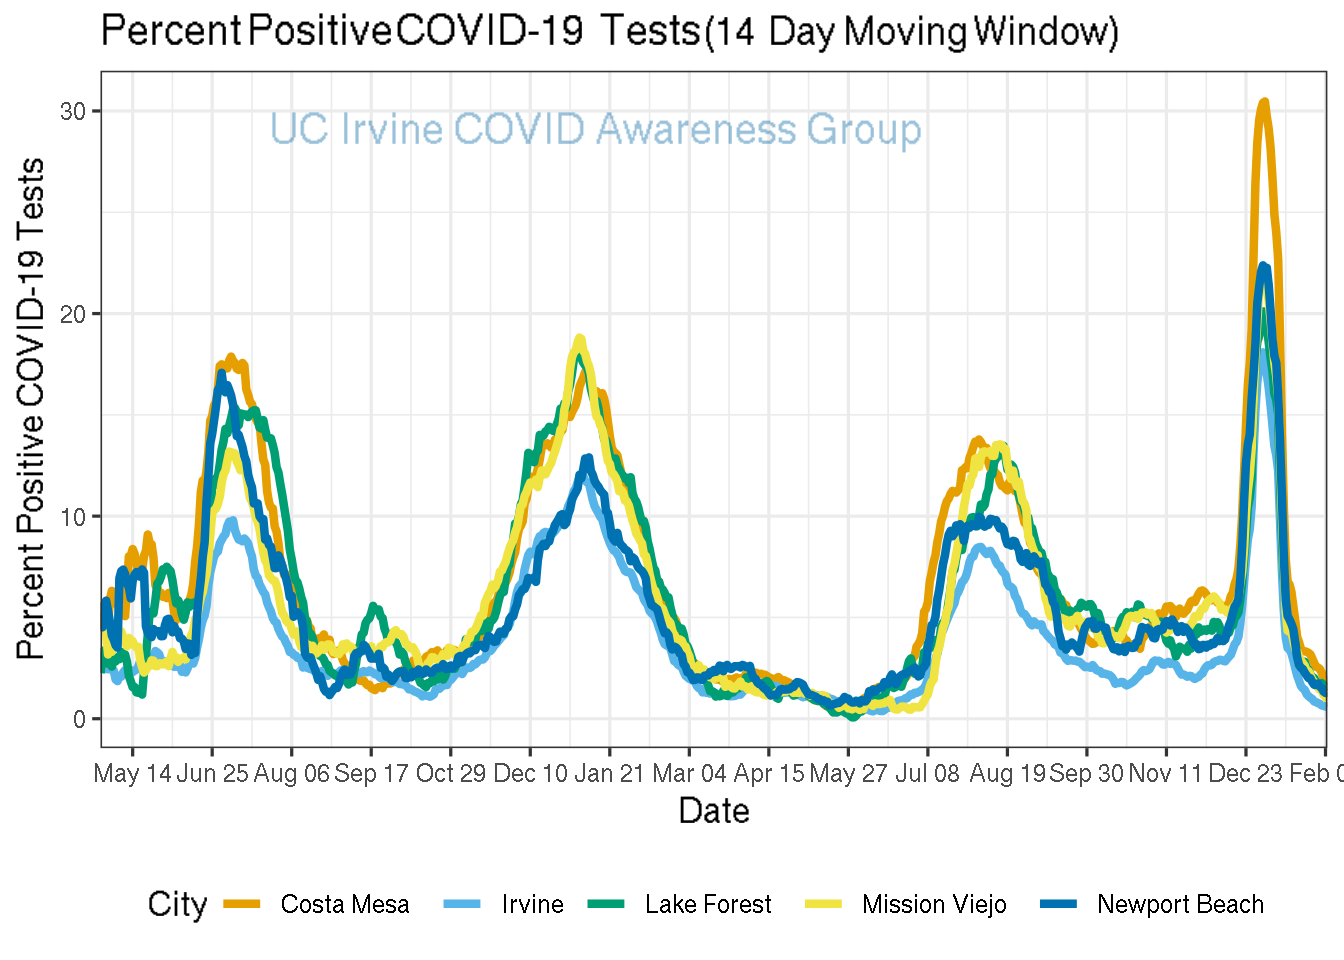 Percent Positive COVID-19 Tests (14 Day Moving Window)
UC Irvine COVID Awareness Group
Percent Positive COVID-19 Tests
30
20
10
0
May 14 Jun 25 Aug 06 Sep 17 Oct 29 Dec 10 Jan 21 Mar 04 Apr 15 May 27 Jul 08 Aug 19 Sep 30 Nov 11 Dec 23 Feb 0
Date
City Costa Mesa Irvine Lake Forest Mission Viejo Newport Beach